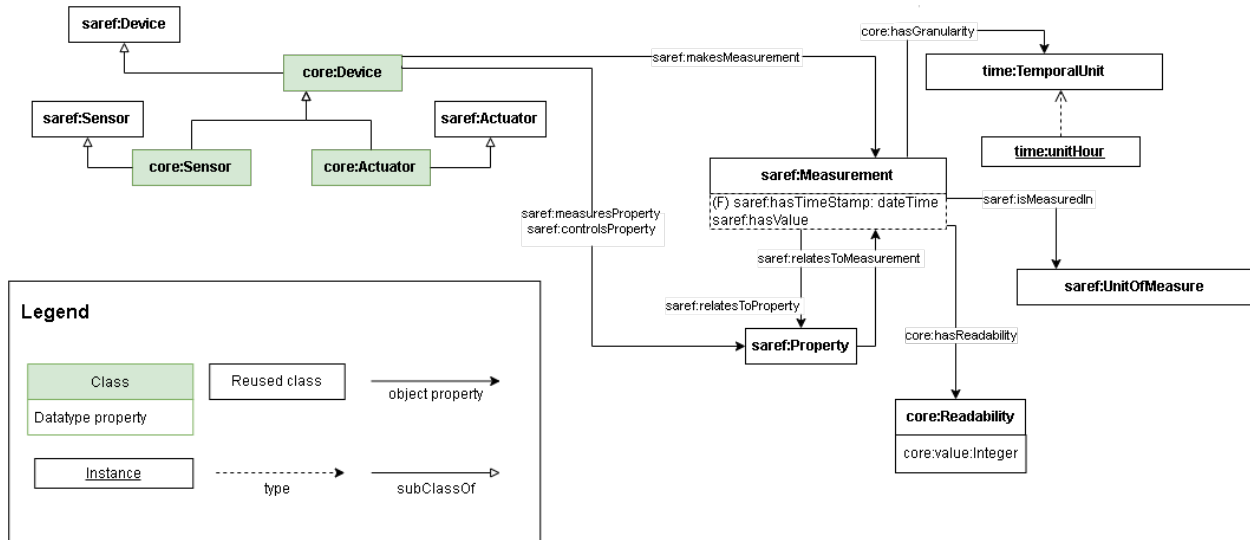 saref:Device
core:hasGranularity
core:Device
saref:makesMeasurement
time:TemporalUnit
saref:Sensor
saref:Actuator
time:unitHour
core:Sensor
core:Actuator
saref:Measurement
(F) saref:hasTimeStamp: dateTime
saref:hasValue
saref:isMeasuredIn
saref:measuresProperty
saref:controlsProperty
saref:relatesToMeasurement
saref:UnitOfMeasure
saref:relatesToProperty
saref:Property
core:hasReadability
core:Readability
core:value:Integer
Legend
Class
Datatype property
Reused class
object property
Instance
type
subClassOf